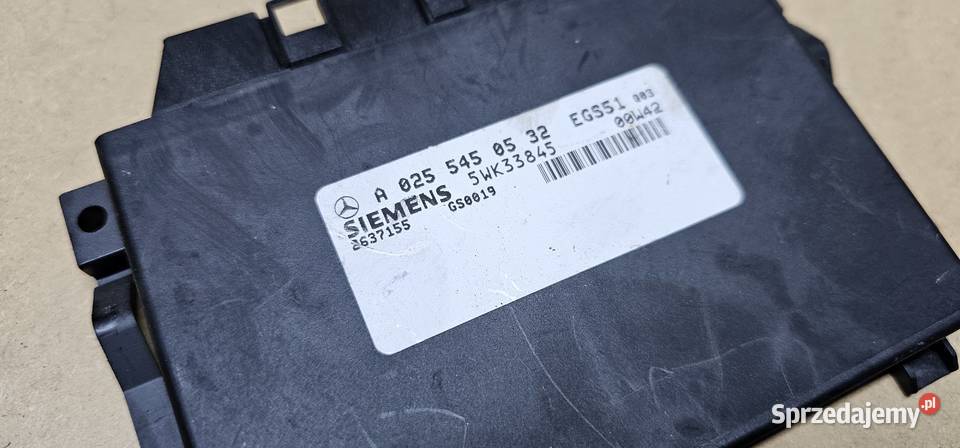 A 025 545 05 32 EGS51 003
SIEMENS 5WK33845 00W42
2637155 GS0019
Sprzedajemy.pl